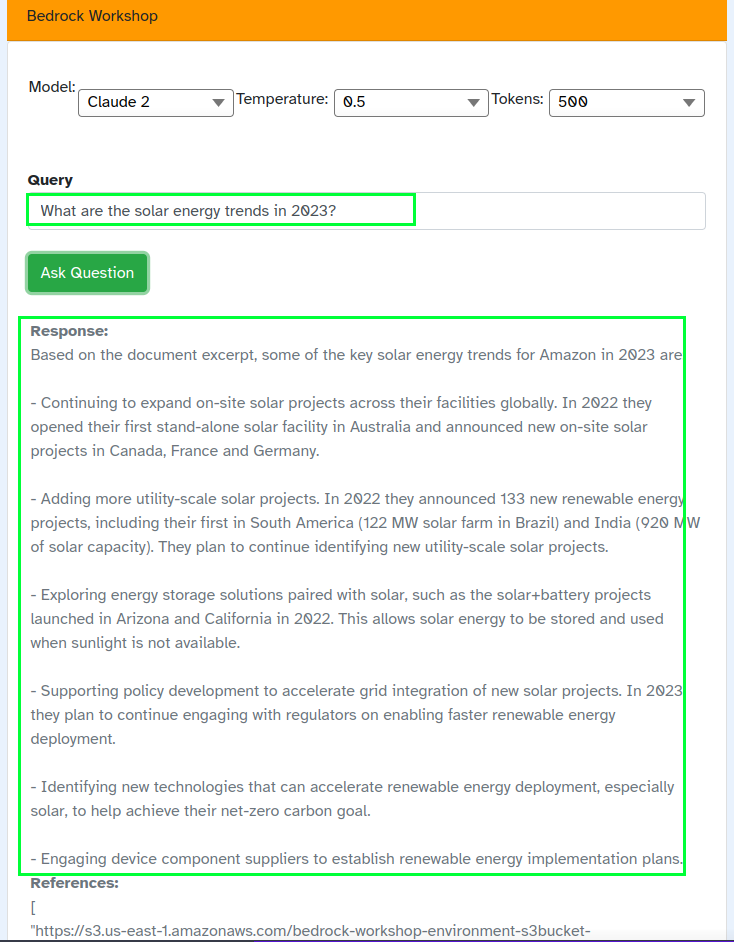 Bedrock Workshop
Model: Claude 2 Temperature: 0.5 Tokens: 500
Query
What are the solar energy trends in 2023?
Ask Question
Response:
Based on the document excerpt, some of the key solar energy trends for Amazon in 2023 are
- Continuing to expand on-site solar projects across their facilities globally. In 2022 they
opened their first stand-alone solar facility in Australia and announced new on-site solar
projects in Canada, France and Germany.
- Adding more utility-scale solar projects. In 2022 they announced 133 new renewable energy
projects, including their first in South America (122 MW solar farm in Brazil) and India (920 MW
of solar capacity). They plan to continue identifying new utility-scale solar projects.
- Exploring energy storage solutions paired with solar, such as the solar+battery projects
launched in Arizona and California in 2022. This allows solar energy to be stored and used
when sunlight is not available.
- Supporting policy development to accelerate grid integration of new solar projects. In 2023
they plan to continue engaging with regulators on enabling faster renewable energy
deployment.
- Identifying new technologies that can accelerate renewable energy deployment, especially
solar, to help achieve their net-zero carbon goal.
- Engaging device component suppliers to establish renewable energy implementation plans.
References:
[
"https://s3.us-east-1.amazonaws.com/bedrock-workshop-environment-s3bucket-